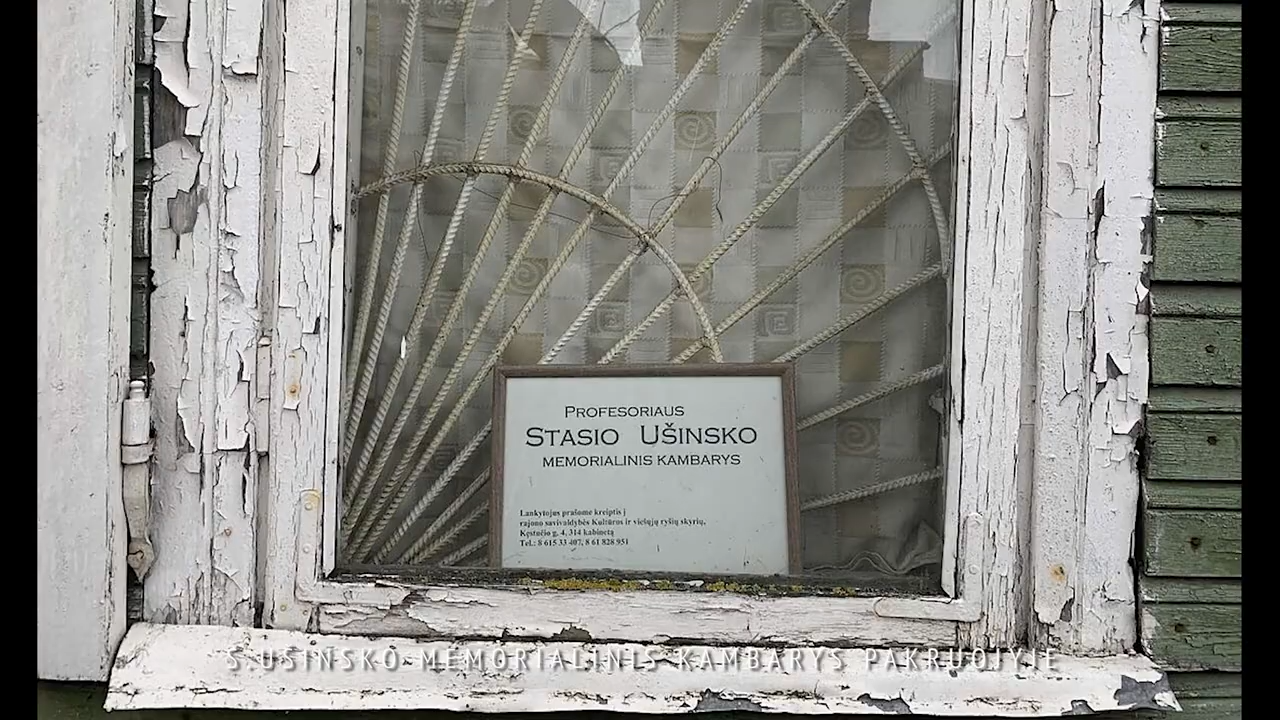 PROFESORIAUS
STASIO UŠINSKO
MEMORIALINIS KAMBARYS
Lankytojus prašome kreiptis į
rajono savivaldybės Kultūros ir viešųjų ryšių skyrių,
Kęstučio g. 4, 314 kabinetą
Tel.: 8 615 33 407, 8 61 828 951
S.UŠINSKO MEMORIALINIS KAMBARYS PAKRUOJYJE